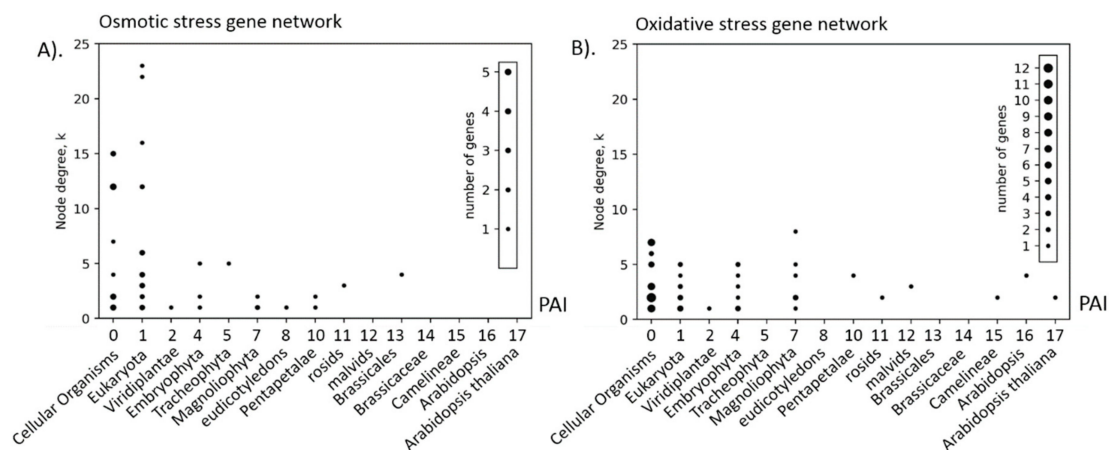 Osmotic stress gene network
A).
25
20
15
10
5
0
Node degree, k
5
4
3
2
1
number of genes
PAI
0 1 2 4 5 7 8 10 11 12 13 14 15 16 17
Cellular Organisms
Eukaryota
Viridiplantae
Embryophyta
Tracheophyta
Magnoliophyta
eudicotyledons
Pentapetalae
rosids
malvids
Brassicales
Brassicaceae
Camelineae
Arabidopsis
Arabidopsis thaliana
Oxidative stress gene network
B).
25
20
15
10
5
0
Node degree, k
12
11
10
9
8
7
6
5
4
3
2
1
number of genes
PAI
0 1 2 4 5 7 8 10 11 12 13 14 15 16 17
Cellular Organisms
Eukaryota
Viridiplantae
Embryophyta
Tracheophyta
Magnoliophyta
eudicotyledons
Pentapetalae
rosids
malvids
Brassicales
Brassicaceae
Camelineae
Arabidopsis
Arabidopsis thaliana